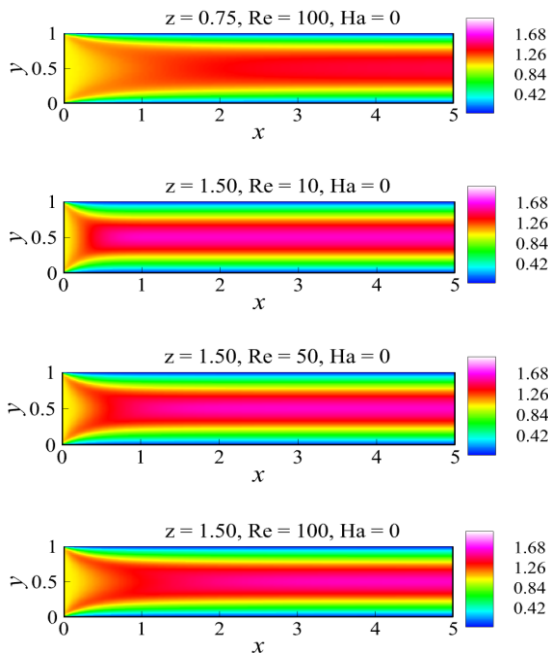 z = 0.75, Re = 100, Ha = 0
1
0.5
0
y
0 1 2 3 4 5
x
1.68
1.26
0.84
0.42
z = 1.50, Re = 10, Ha = 0
1
0.5
0
y
0 1 2 3 4 5
x
1.68
1.26
0.84
0.42
z = 1.50, Re = 50, Ha = 0
1
0.5
0
y
0 1 2 3 4 5
x
1.68
1.26
0.84
0.42
z = 1.50, Re = 100, Ha = 0
1
0.5
0
y
0 1 2 3 4 5
x
1.68
1.26
0.84
0.42